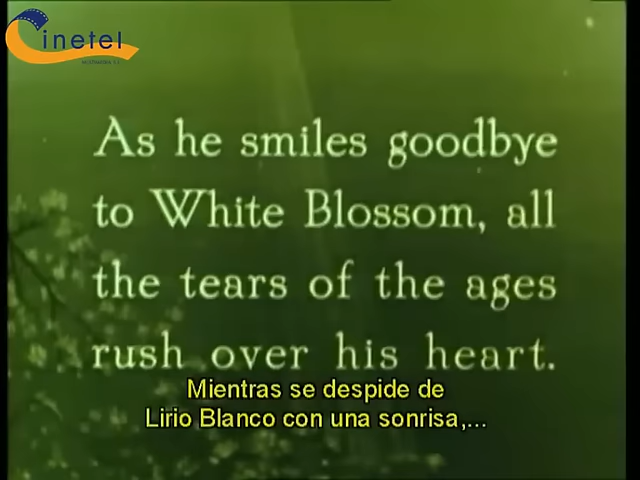 inetel
As he smiles goodbye
to White Blossom, all
the tears of the ages
rush over his heart.
Mientras se despide de
Lirio Blanco con una sonrisa,...